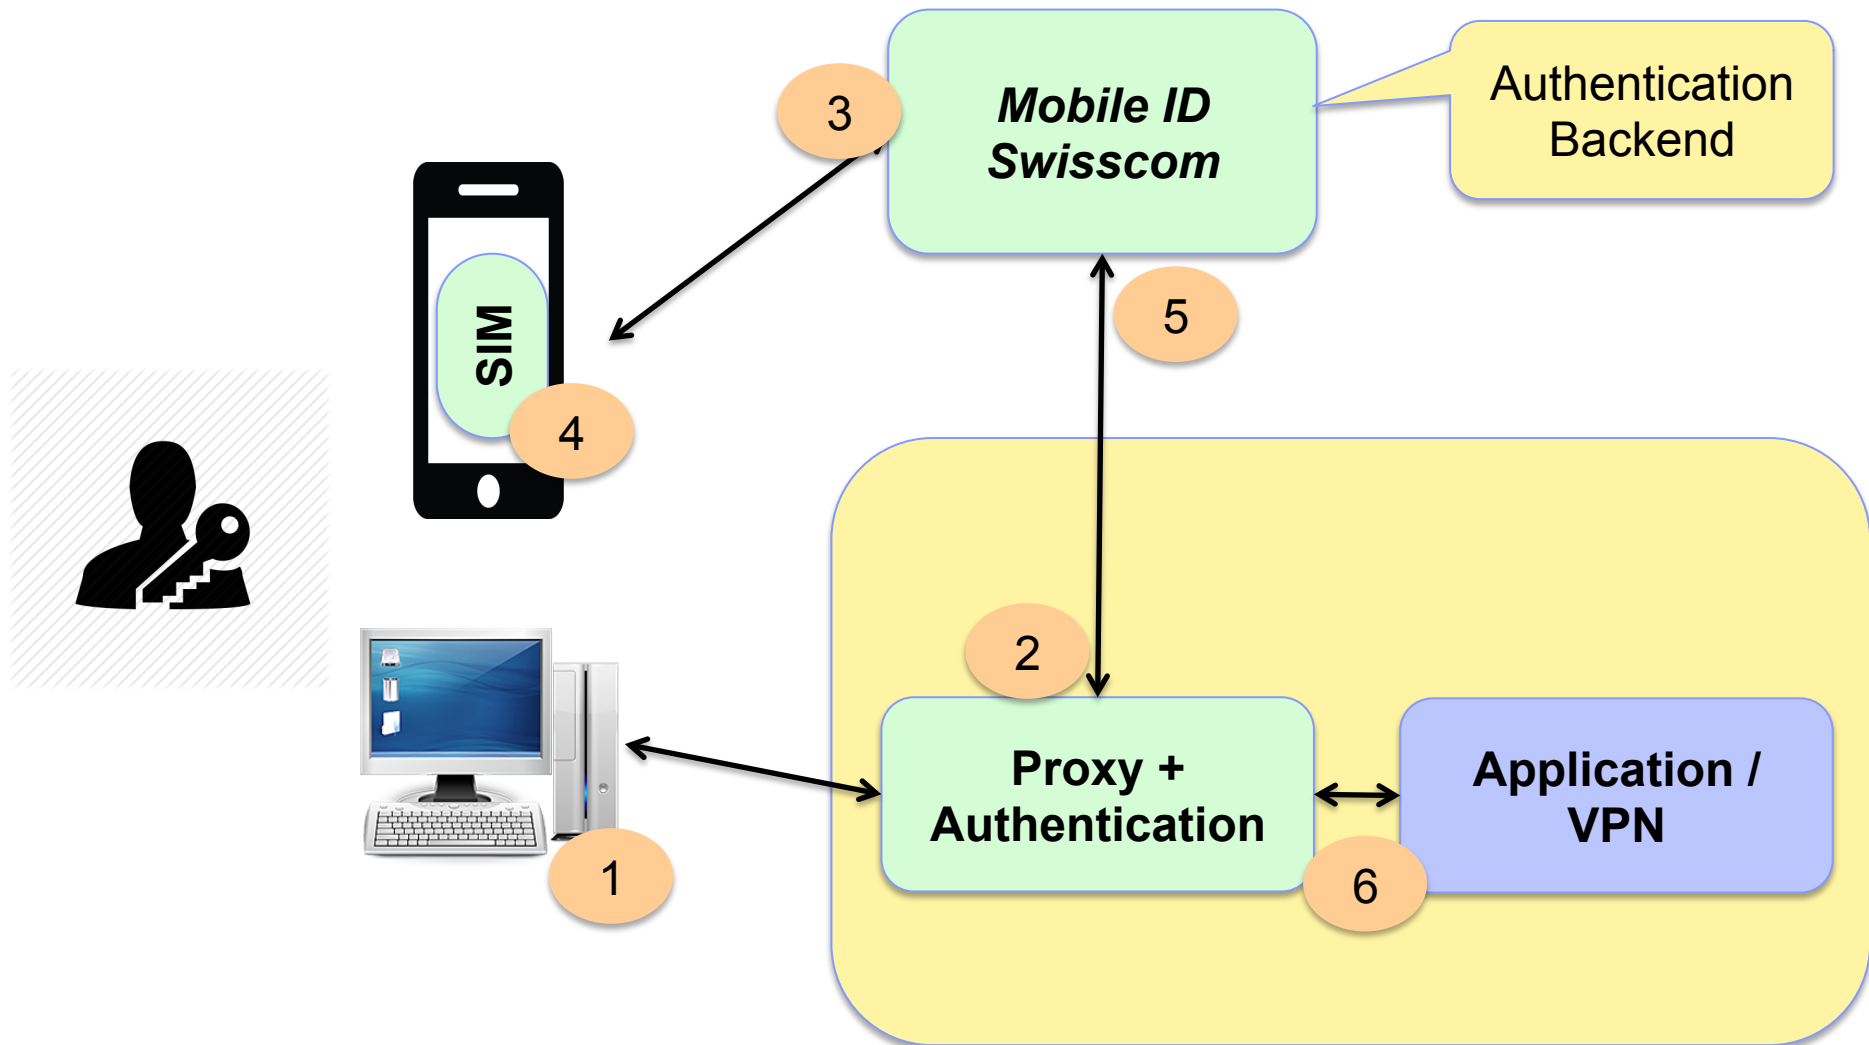 Mobile ID
Swisscom
Authentication
Backend
3
SIM
4
5
2
1
Proxy +
Authentication
Application /
VPN
6